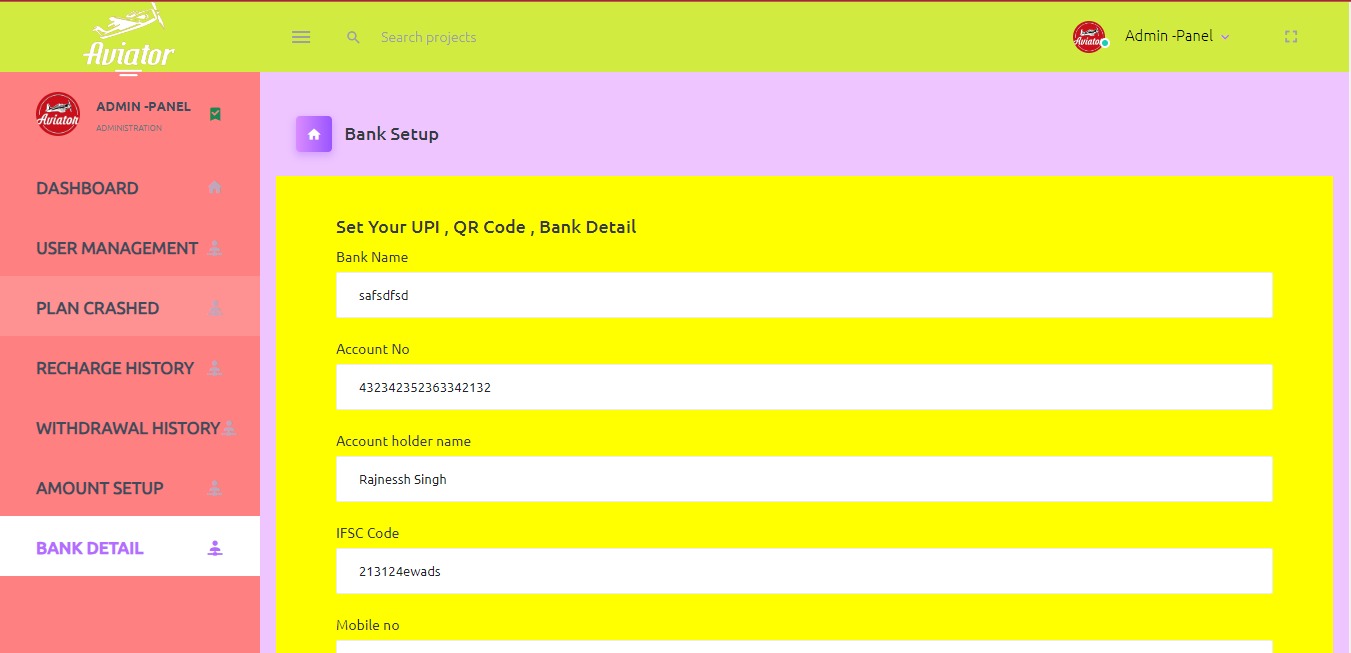 Aviator
Search projects
Aviator
Admin -Panel
Aviator
ADMIN -PANEL
ADMINISTRATION
DASHBOARD
USER MANAGEMENT
PLAN CRASHED
RECHARGE HISTORY
WITHDRAWAL HISTORY
AMOUNT SETUP
BANK DETAIL
Bank Setup
Set Your UPI , QR Code , Bank Detail
Bank Name
safsdfsd
Account No
432342352363342132
Account holder name
Rajnessh Singh
IFSC Code
213124ewads
Mobile no